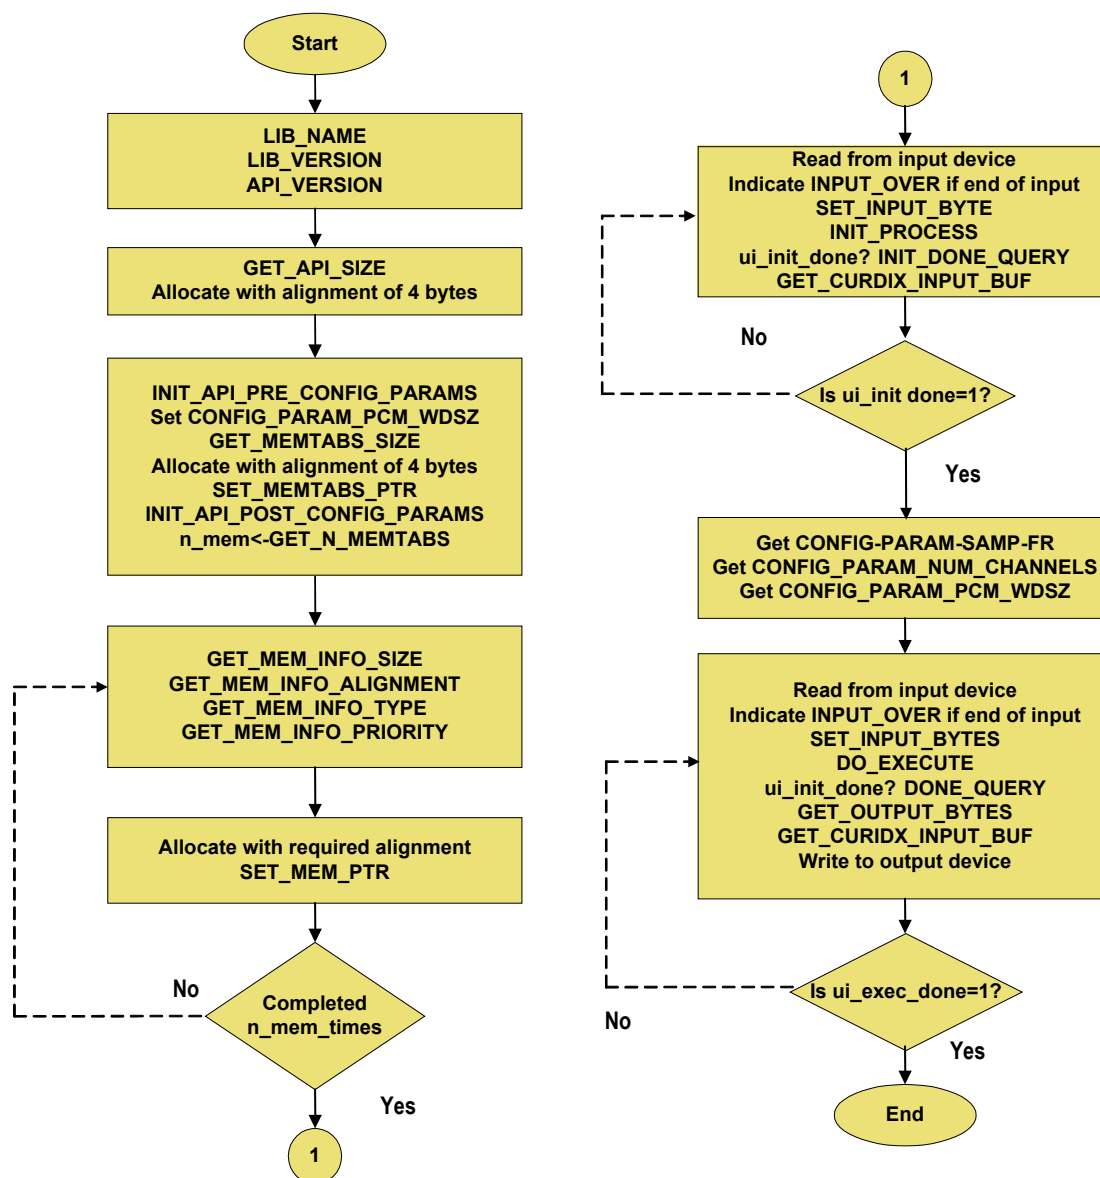 Start
LIB_NAME
LIB_VERSION
API_VERSION
GET_API_SIZE
Allocate with alignment of 4 bytes
INIT_API_PRE_CONFIG_PARAMS
Set CONFIG_PARAM_PCM_WDSZ
GET_MEMTABS_SIZE
Allocate with alignment of 4 bytes
SET_MEMTABS_PTR
INIT_API_POST_CONFIG_PARAMS
n_mem<-GET_N_MEMTABS
GET_MEM_INFO_SIZE
GET_MEM_INFO_ALIGNMENT
GET_MEM_INFO_TYPE
GET_MEM_INFO_PRIORITY
Allocate with required alignment
SET_MEM_PTR
No
Completed
n_mem_times
Yes
1
1
Read from input device
Indicate INPUT_OVER if end of input
SET_INPUT_BYTE
INIT_PROCESS
ui_init_done? INIT_DONE_QUERY
GET_CURDIX_INPUT_BUF
No
Is ui_init done=1?
Yes
Get CONFIG-PARAM-SAMP-FR
Get CONFIG_PARAM_NUM_CHANNELS
Get CONFIG_PARAM_PCM_WDSZ
Read from input device
Indicate INPUT_OVER if end of input
SET_INPUT_BYTES
DO_EXECUTE
ui_init_done? DONE_QUERY
GET_OUTPUT_BYTES
GET_CURIDX_INPUT_BUF
Write to output device
Is ui_exec_done=1?
No
Yes
End